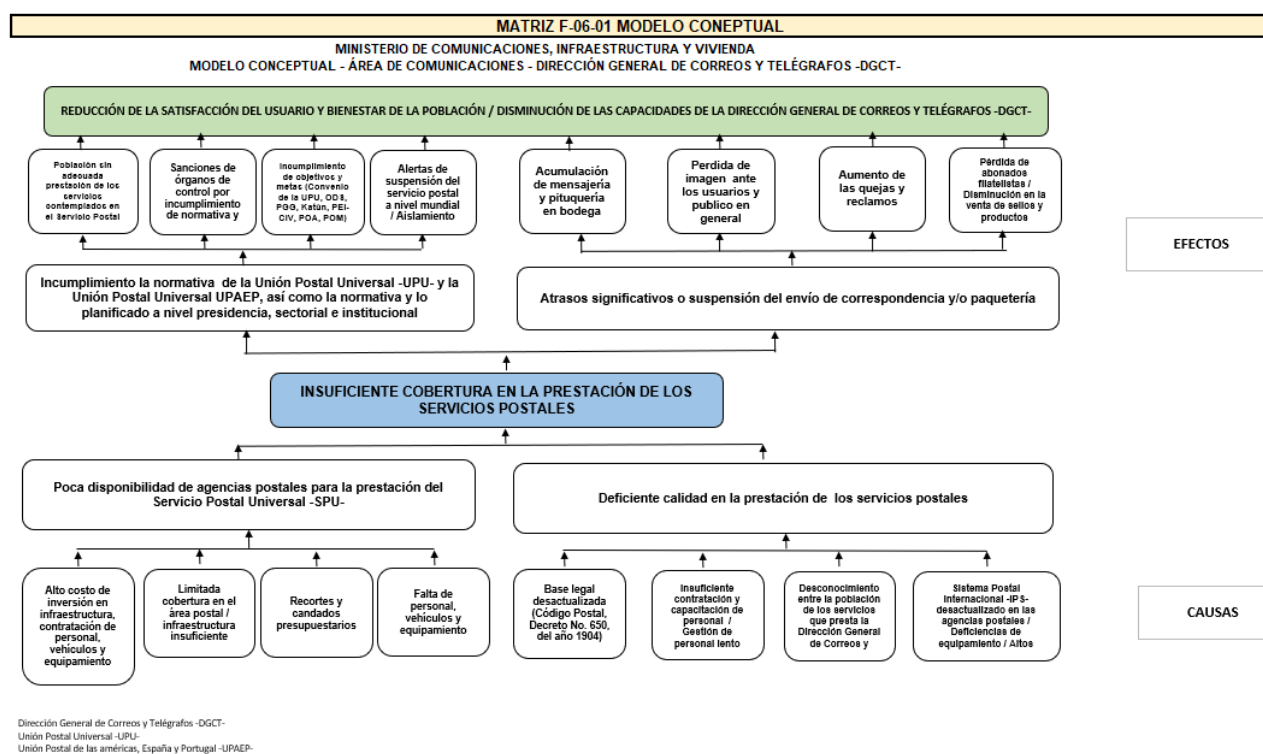 MATRIZ F-06-01 MODELO CONEPTUAL
MINISTERIO DE COMUNICACIONES, INFRAESTRUCTURA Y VIVIENDA
MODELO CONCEPTUAL - ÁREA DE COMUNICACIONES - DIRECCIÓN GENERAL DE CORREOS Y TELÉGRAFOS -DGCT-
REDUCCIÓN DE LA SATISFACCIÓN DEL USUARIO Y BIENESTAR DE LA POBLACIÓN / DISMINUCIÓN DE LAS CAPACIDADES DE LA DIRECCIÓN GENERAL DE CORREOS Y TELÉGRAFOS -DGCT-
Población sin
adecuada
prestación de los
servicios
contemplados en
el Servicio Postal
Sanciones de
órganos de
control por
incumplimiento
de normativa y
Incumplimiento
de objetivos y
metas (Convenio
de la UPU, ODS,
PGG, Katún, PEI-
CIV, POA, POM)
Alertas de
suspensión del
servicio postal
a nivel mundial
/ Aislamiento
Acumulación
de mensajería
y pituquería
en bodega
Perdida de
imagen ante
los usuarios y
publico en
general
Aumento de
las quejas y
reclamos
Pérdida de
abonados
filatelistas /
Disminución en la
venta de sellos y
productos
EFECTOS
Incumplimiento la normativa de la Unión Postal Universal -UPU- y la
Unión Postal Universal UPAEP, así como la normativa y lo
planificado a nivel presidencia, sectorial e institucional
Atrasos significativos o suspensión del envío de correspondencia y/o paquetería
INSUFICIENTE COBERTURA EN LA PRESTACIÓN DE LOS
SERVICIOS POSTALES
Poca disponibilidad de agencias postales para la prestación del
Servicio Postal Universal -SPU-
Deficiente calidad en la prestación de los servicios postales
Alto costo de
inversión en
infraestructura,
contratación de
personal,
vehículos y
equipamiento
Limitada
cobertura en el
área postal /
infraestructura
insuficiente
Recortes y
candados
presupuestarios
Falta de
personal,
vehículos y
equipamiento
Base legal
desactualizada
(Código Postal,
Decreto No. 650,
del año 1904)
Insuficiente
contratación y
capacitación de
personal /
Gestión de
personal lento
Desconocimiento
entre la población
de los servicios
que presta la
Dirección General
de Correos y
Sistema Postal
Internacional -IPS-
desactualizado en las
agencias postales /
Deficiencias de
equipamiento / Altos
CAUSAS
Dirección General de Correos y Telégrafos -DGCT-
Unión Postal Universal -UPU-
Unión Postal de las américas, España y Portugal -UPAEP-